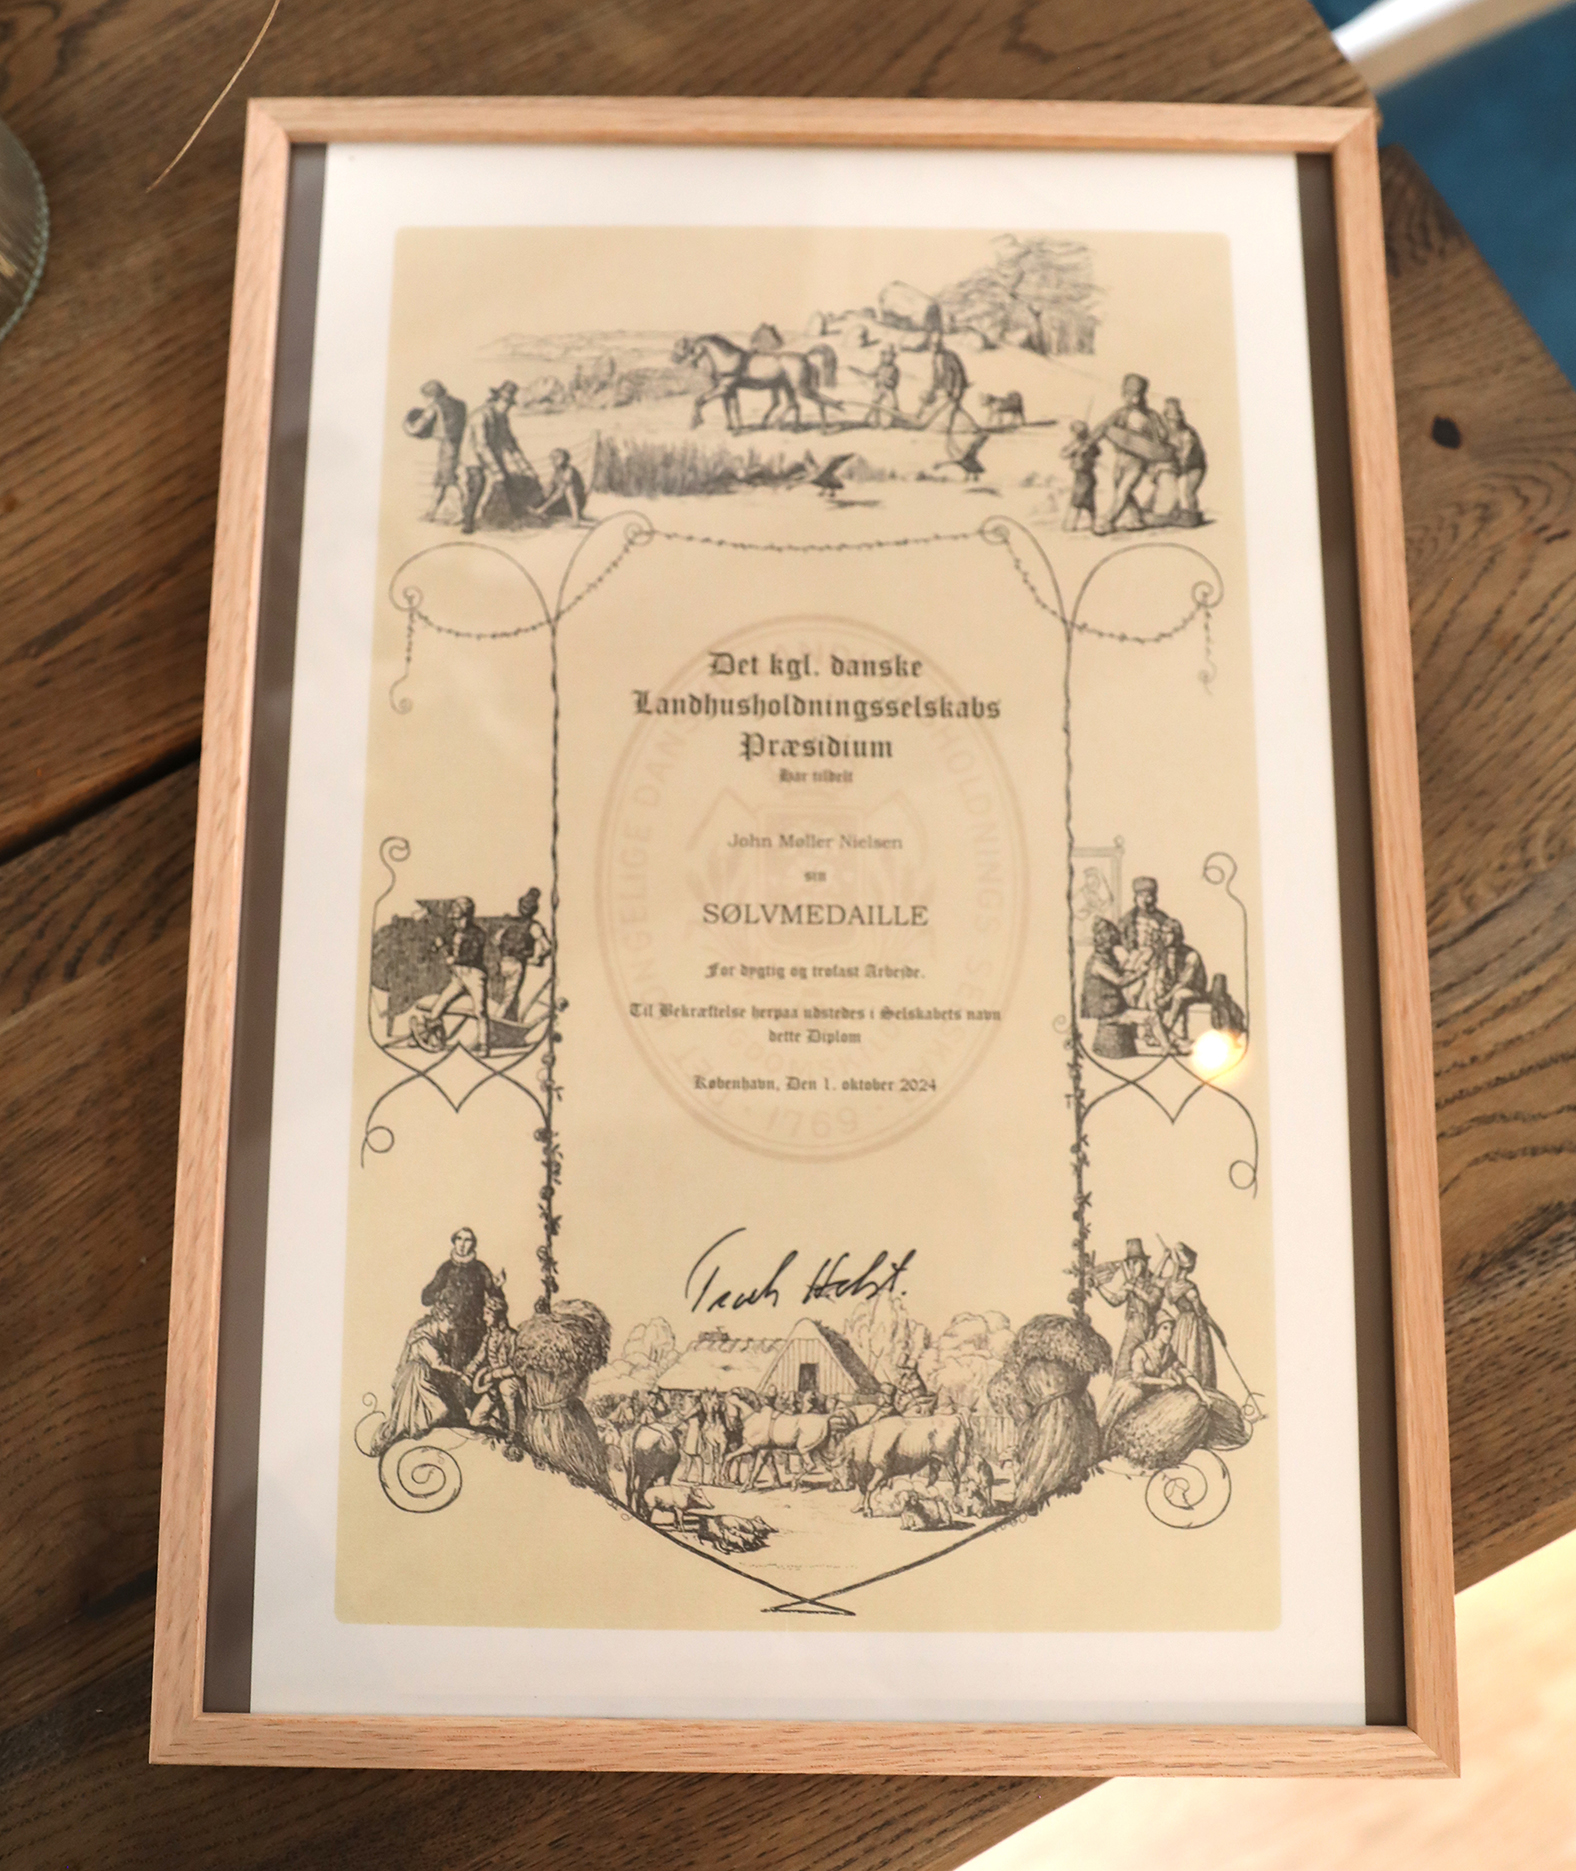 Det kgl. danske
Landhusholdningsselskabs
Præsidium
Har tildelt
John Møller Nielsen
sin
SØLVMEDAILLE
For dygtig og trofast Arbejde.
Til Bekræftelse herpaa udstedes i Selskabets navn
dette Diplom
København, Den 1. oktober 2024
1769